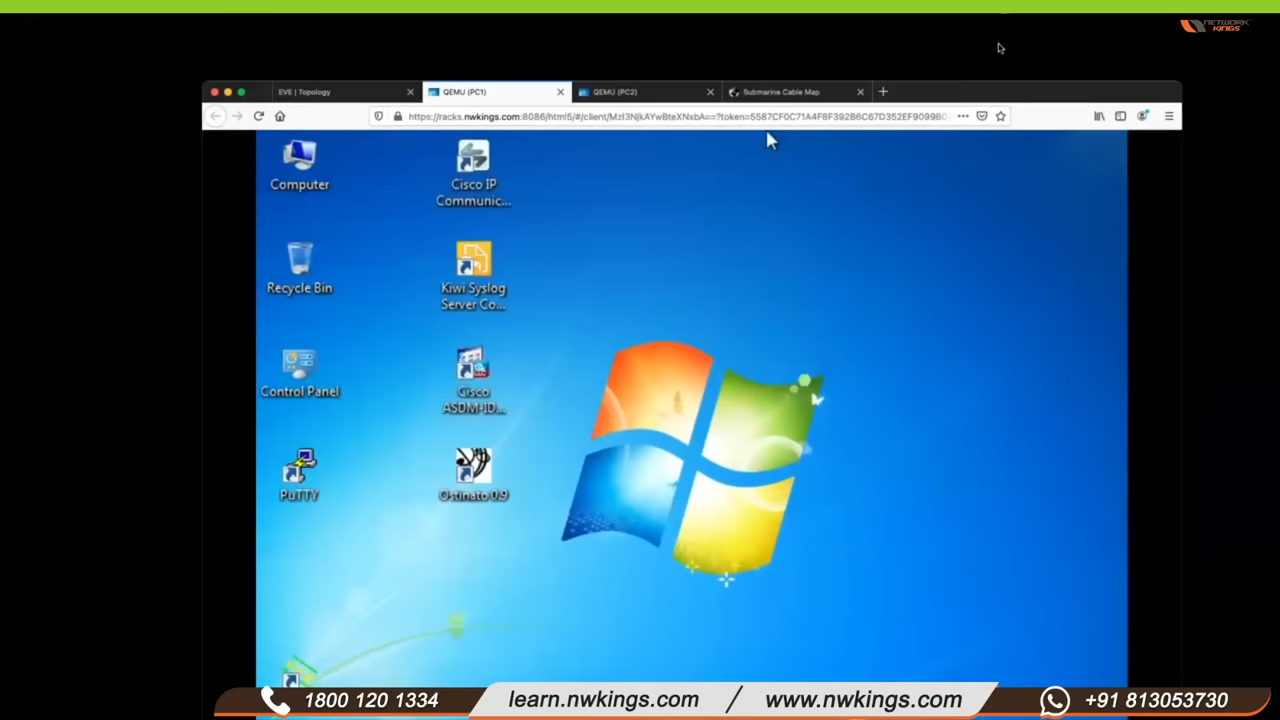 NETWORK
KINGS
EVE | Topology
QEMU (PC1)
QEMU (PC2)
Submarine Cable Map
https://racks.nwkings.com:8086/html5/#/client/MzI3NjkAYwBteXNxbA==?token=5587CF0C71A4F8F392B6C67D352EF9099B0
Computer
Cisco IP
Communic...
Recycle Bin
Kiwi Syslog
Server Co...
Control Panel
Cisco
ASDM-ID...
PuTTY
Ostinato 0.9
1800 120 1334
learn.nwkings.com / www.nwkings.com
+91 813053730